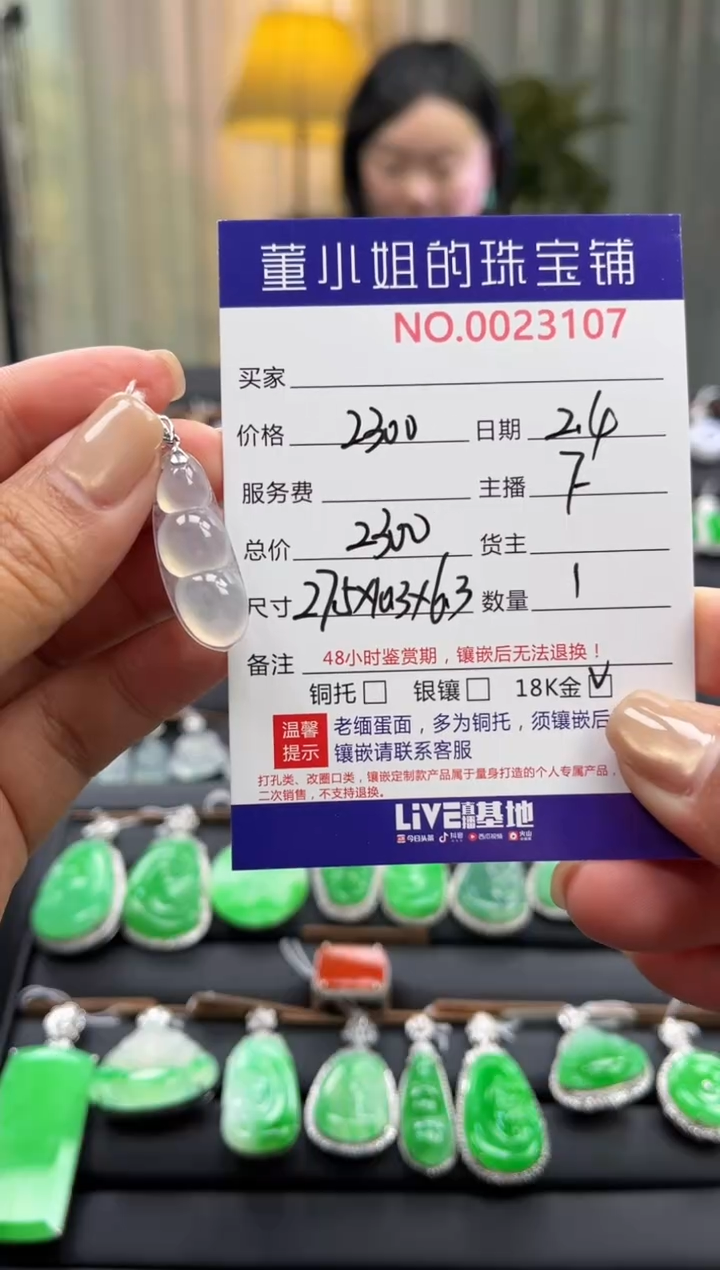 董小姐的珠宝铺
NO.0023107
买家
价格 2300 日期 2.4
服务费 主播 7
总价 2300 货主
尺寸 27.5x10.3x6.3 数量 1
备注 48小时鉴赏期，镶嵌后无法退换！
铜托□ 银镶□ 18K金☑
温馨提示 老缅蛋面，多为铜托，须镶嵌后
镶嵌请联系客服
打孔类、改圈口类，镶嵌定制款产品属于量身打造的个人专属产品，
二次销售，不支持退换。
LiVE直播基地
今日头条 抖音 西瓜视频 火山